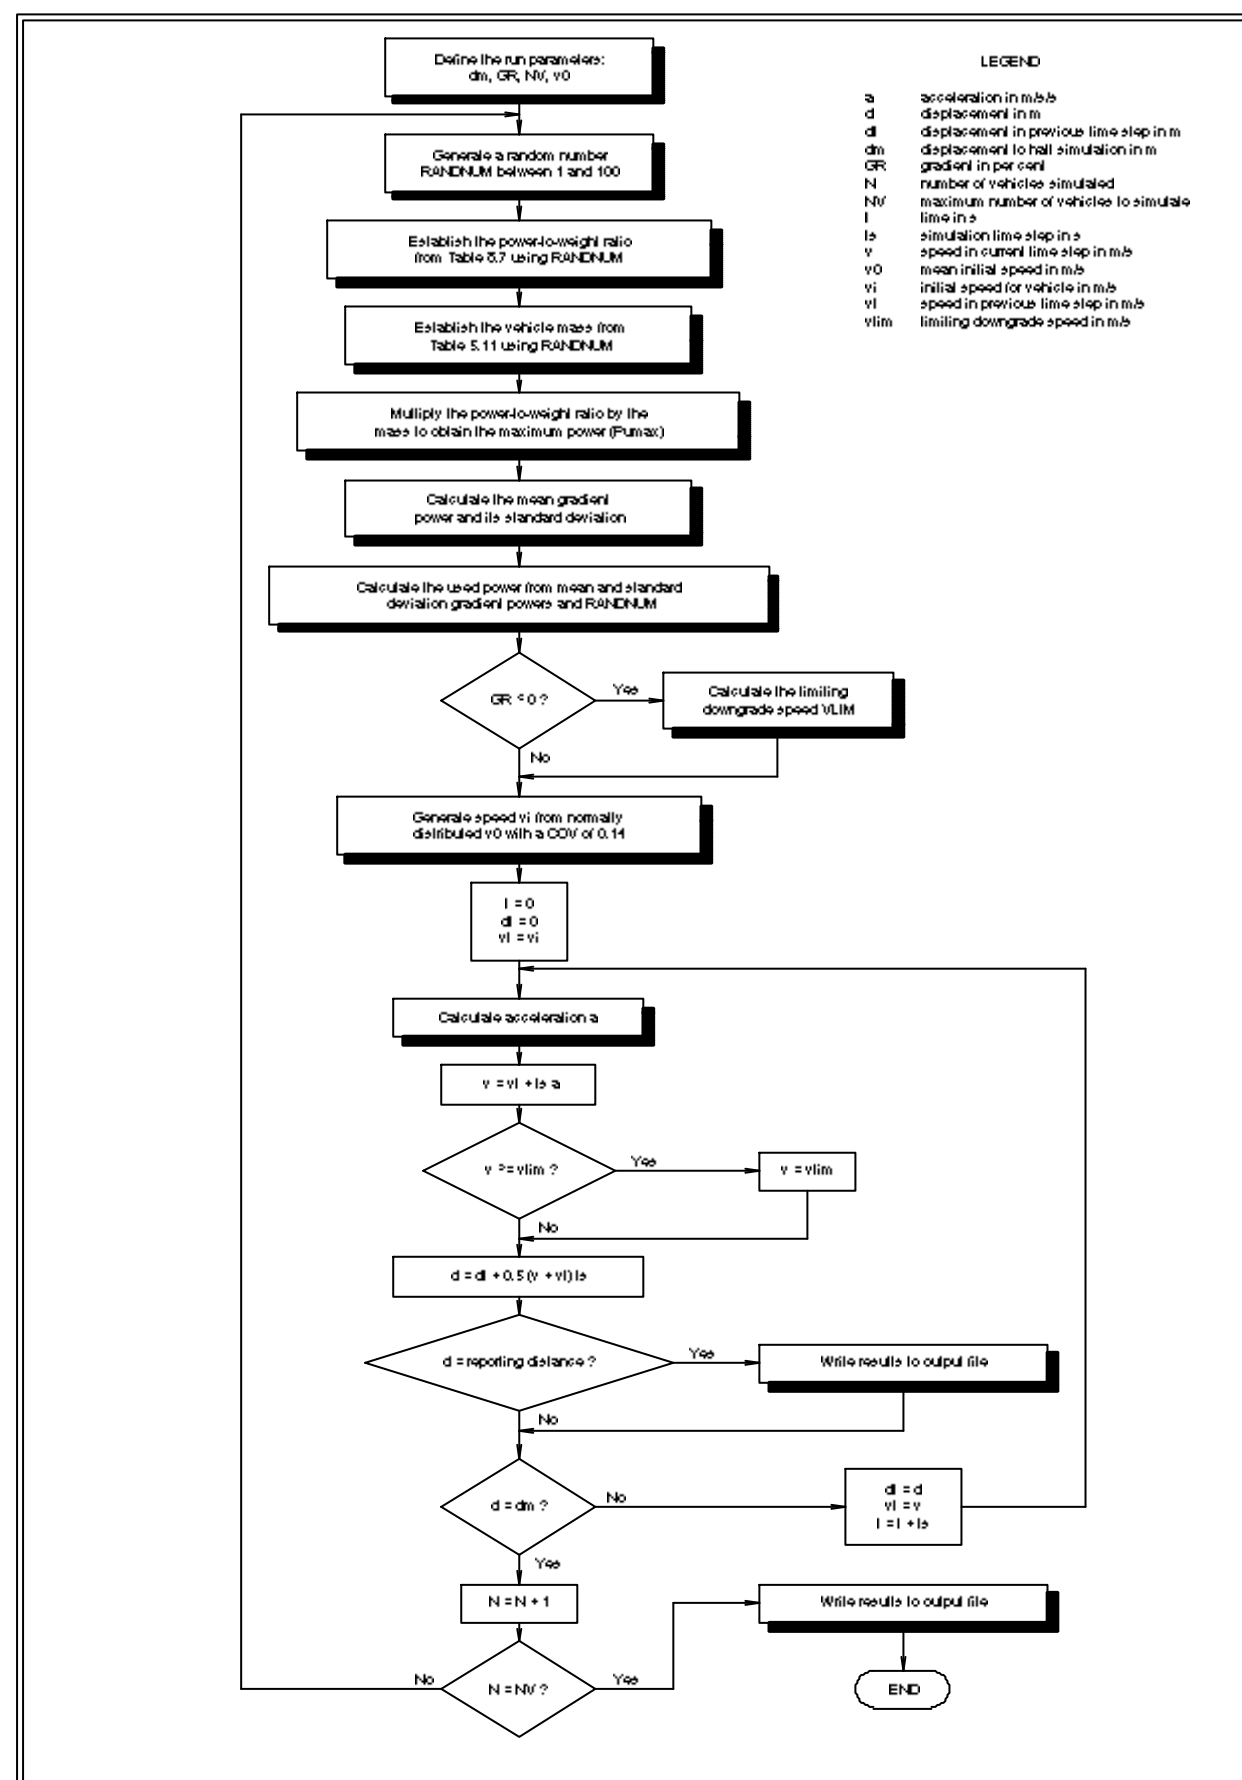 Define the run parameters:
dm, GR, NV, v0
Generate a random number
RANDNUM between 1 and 100
Establish the power-to-weight ratio
from Table 5.7 using RANDNUM
Establish the vehicle mass from
Table 5.11 using RANDNUM
Multiply the power-to-weight ratio by the
mass to obtain the maximum power (Pumax)
Calculate the mean gradient
power and its standard deviation
Calculate the used power from mean and standard
deviation gradient powers and RANDNUM
GR < 0 ?
Yes
Calculate the limiting
downgrade speed VLIM
No
Generate speed vi from normally
distributed v0 with a COV of 0.14
t = 0
dl = 0
vl = vi
Calculate acceleration a
v = vl + ts a
v >= vlim ?
Yes
v = vlim
No
d = dl + 0.5 (v + vl) ts
d = reporting distance ?
Yes
Write results to output file
No
d = dm ?
No
dl = d
vl = v
t = t + ts
Yes
N = N + 1
Write results to output file
N = NV ?
No
Yes
END
LEGEND
a acceleration in m/s/s
d displacement in m
dl displacement in previous time step in m
dm displacement to halt simulation in m
GR gradient in per cent
N number of vehicles simulated
NV maximum number of vehicles to simulate
t time in s
ts simulation time step in s
v speed in current time step in m/s
v0 mean initial speed in m/s
vi initial speed for vehicle in m/s
vl speed in previous time step in m/s
vlim limiting downgrade speed in m/s